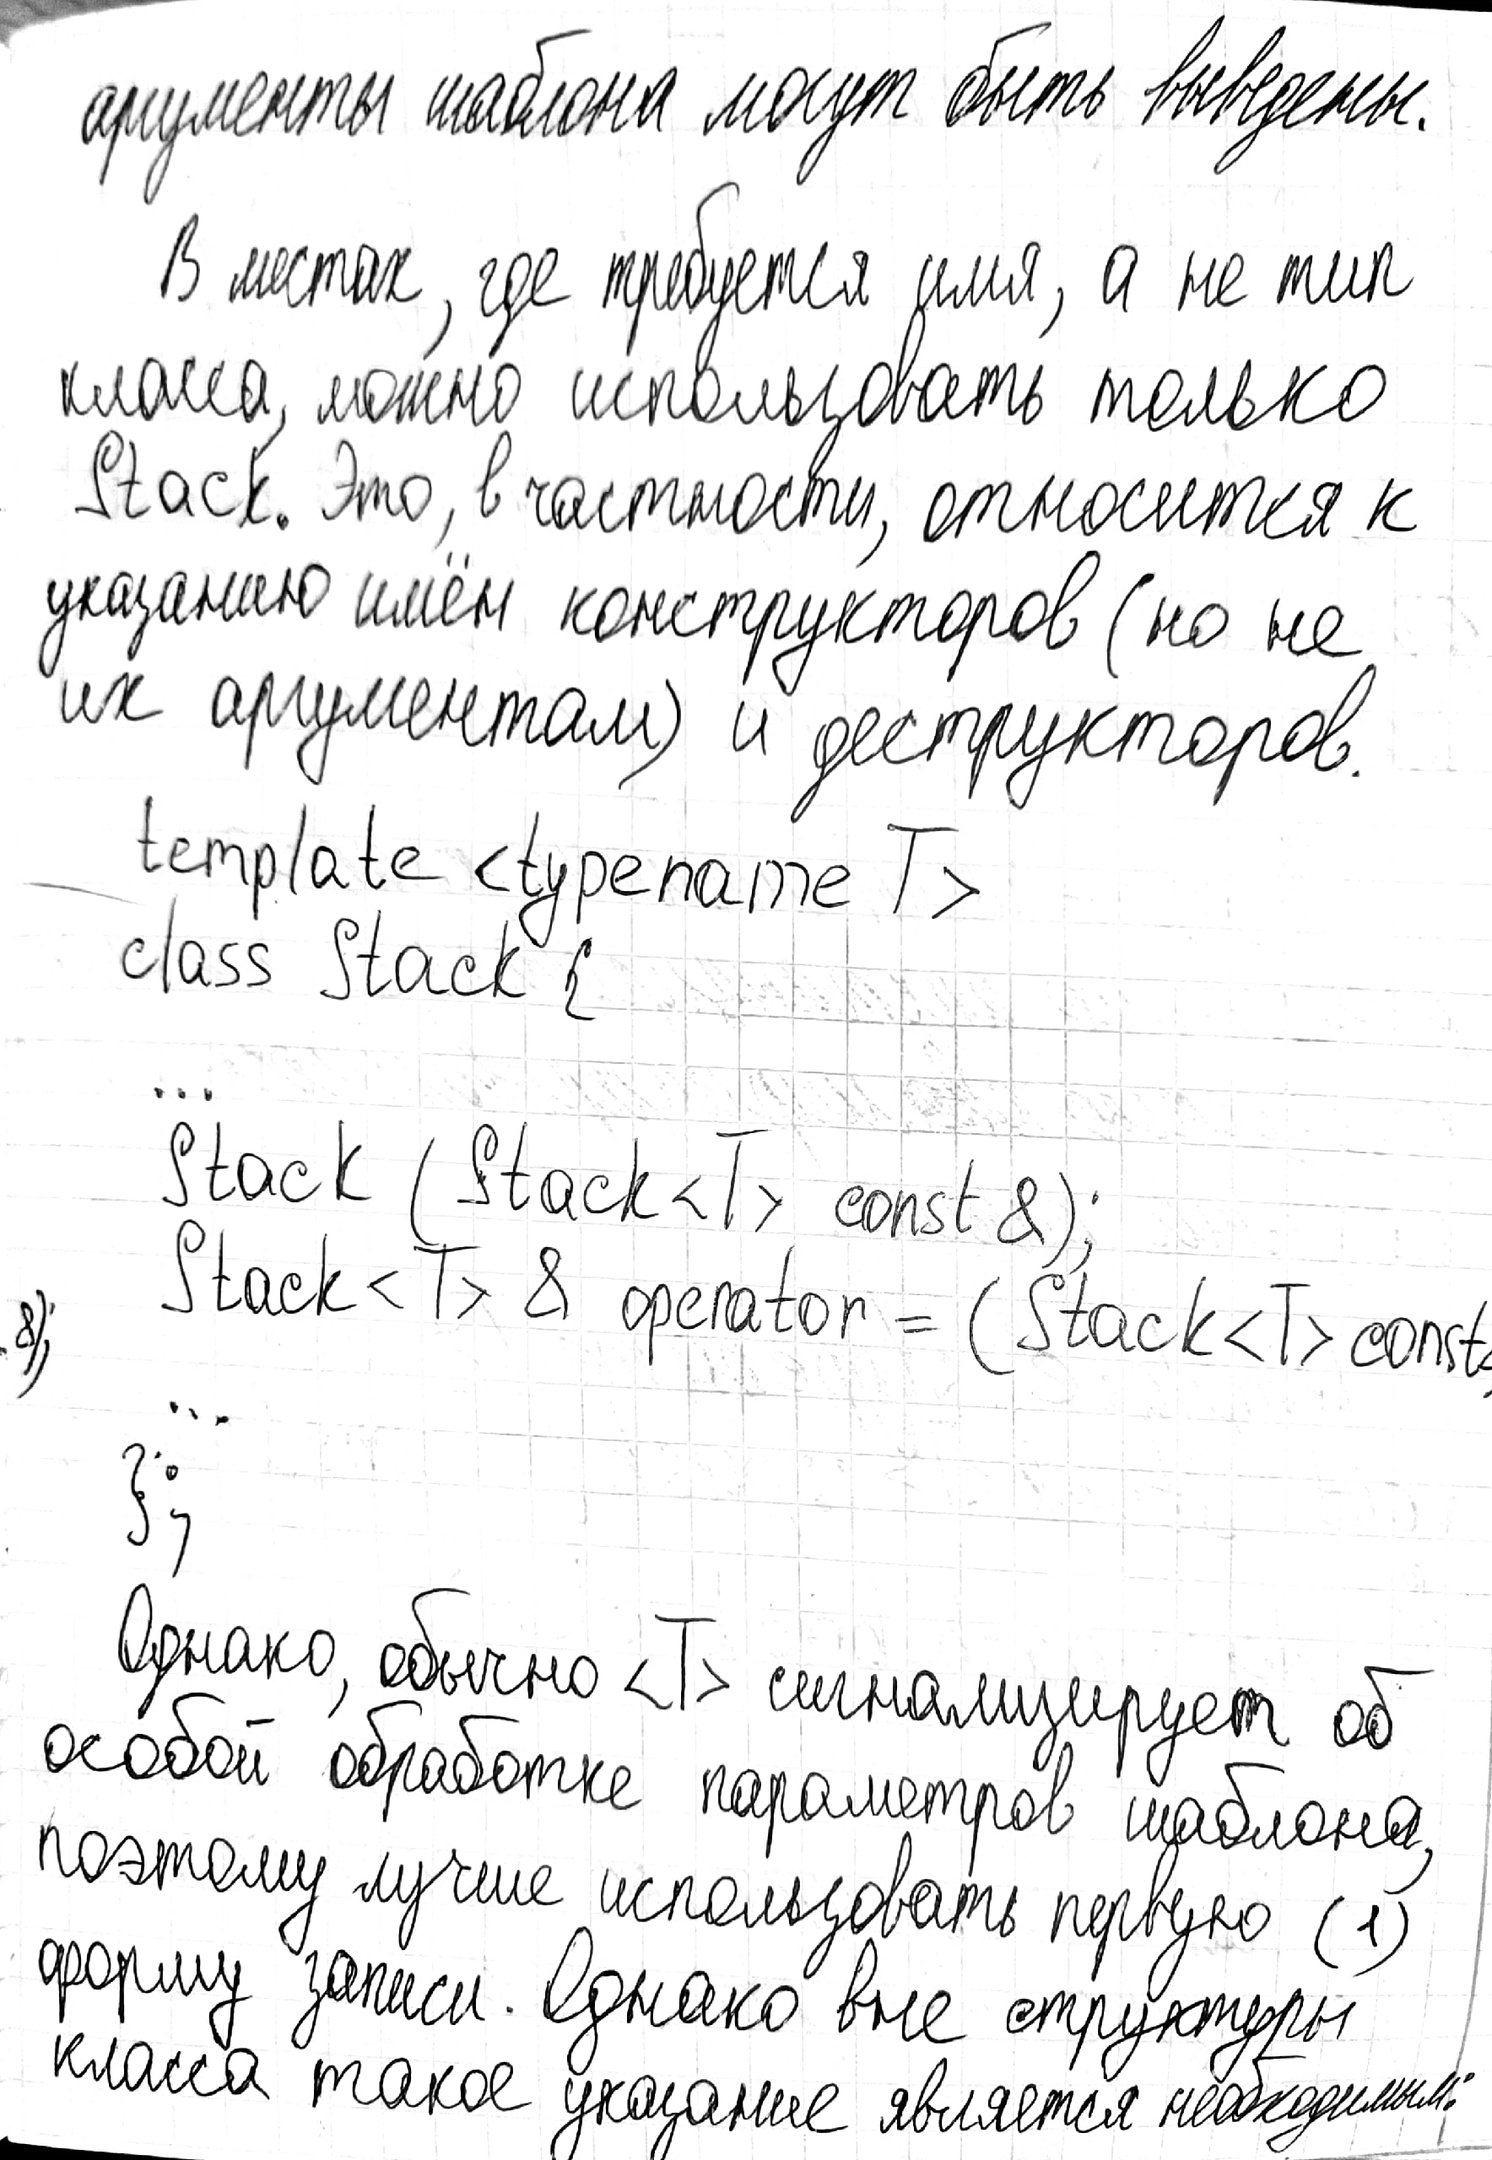 аргументы шаблона могут быть выведены.
В местах, где требуется имя, а не тип
класса, можно использовать только
Stack. Это, в частности, относится к
указанию имён конструкторов (но не
их аргументам) и деструкторов.
template <typename T>
class Stack {
...
Stack ( Stack<T> const &);
Stack<T> & operator = ( Stack<T> const
&);
...
};
Однако, обычно <T> сигнализирует об
особой обработке параметров шаблона,
поэтому лучше использовать первую (1)
форму записи. Однако вне структуры
класса такое указание является необходимым: